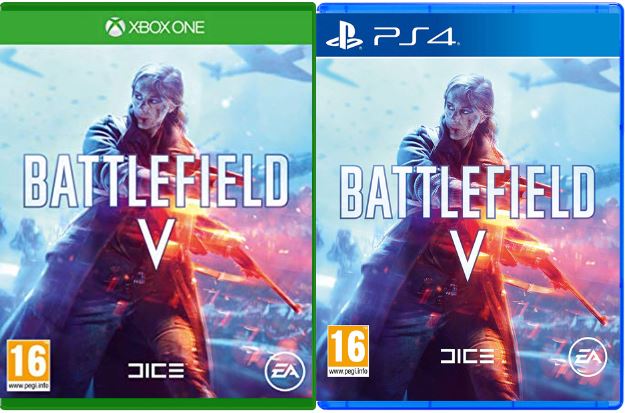 XBOX ONE
BATTLEFIELD
V
16
www.pegi.info
DICE
EA
PS4
BATTLEFIELD
V
16
www.pegi.info
DICE
EA